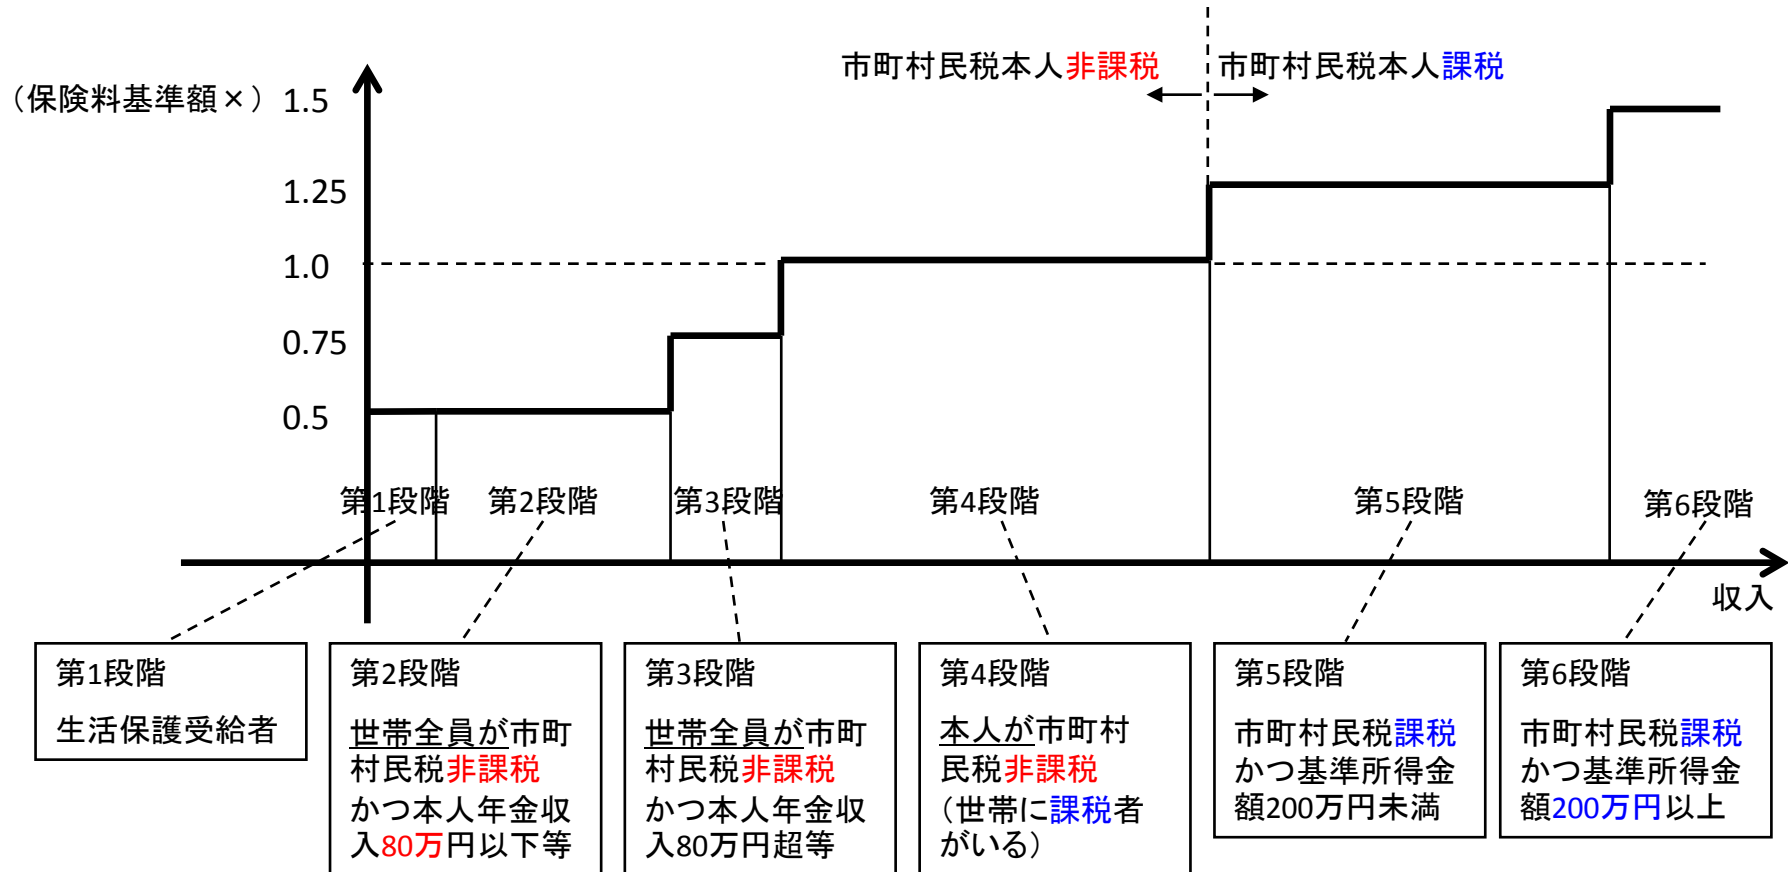 市町村民税本人非課税
市町村民税本人課税
（保険料基準額×）
1.5
1.25
1.0
0.75
0.5
第1段階
第2段階
第3段階
第4段階
第5段階
第6段階
収入
第1段階
生活保護受給者
第2段階
世帯全員が市町
村民税非課税
かつ本人年金収
入80万円以下等
第3段階
世帯全員が市町
村民税非課税
かつ本人年金収
入80万円超等
第4段階
本人が市町村
民税非課税
（世帯に課税者
がいる）
第5段階
市町村民税課税
かつ基準所得金
額200万円未満
第6段階
市町村民税課税
かつ基準所得金
額200万円以上